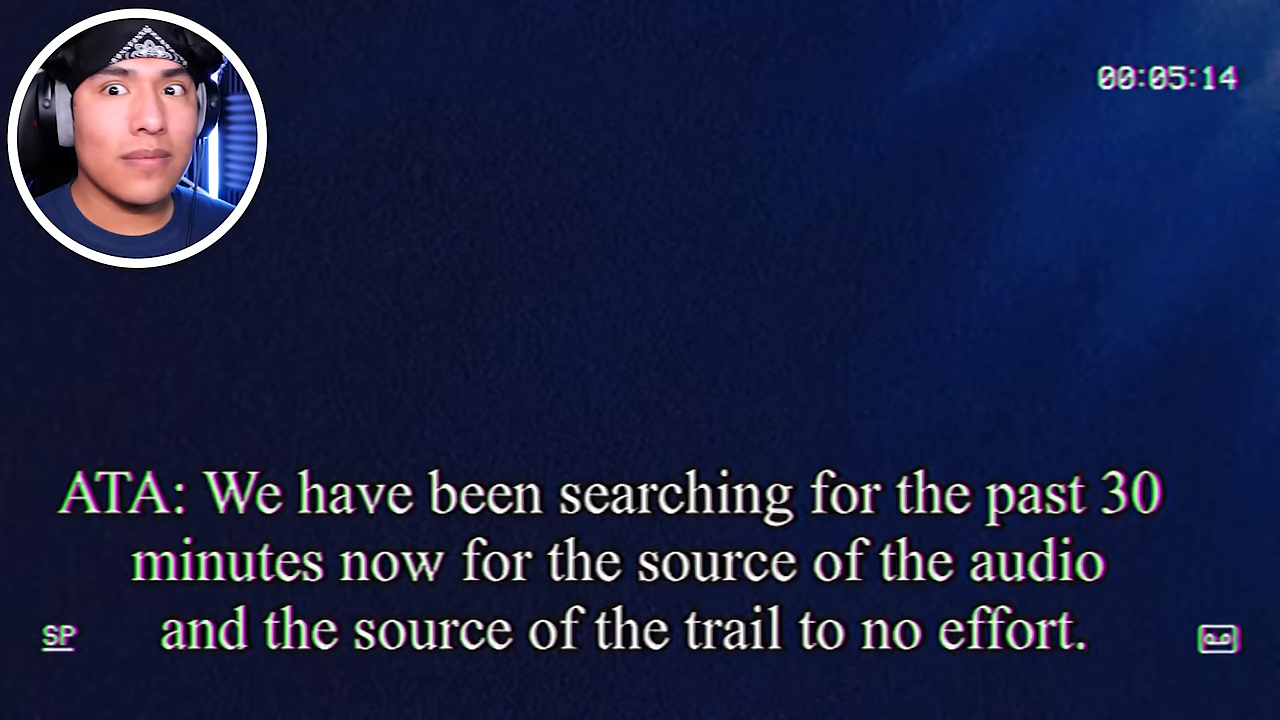 00:05:14
ATA: We have been searching for the past 30
minutes now for the source of the audio
and the source of the trail to no effort.
SP